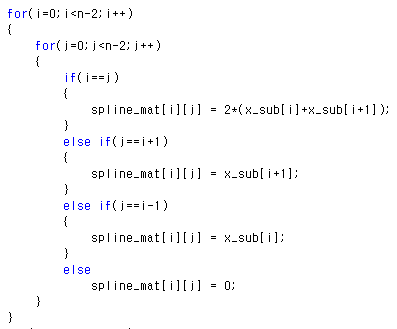 for(i=0;i<n-2;i++)
{
    for(j=0;j<n-2;j++)
    {
        if(i==j)
        {
            spline_mat[i][j] = 2*(x_sub[i]+x_sub[i+1]);
        }
        else if(j==i+1)
        {
            spline_mat[i][j] = x_sub[i+1];
        }
        else if(j==i-1)
        {
            spline_mat[i][j] = x_sub[i];
        }
        else
            spline_mat[i][j] = 0;
    }
}